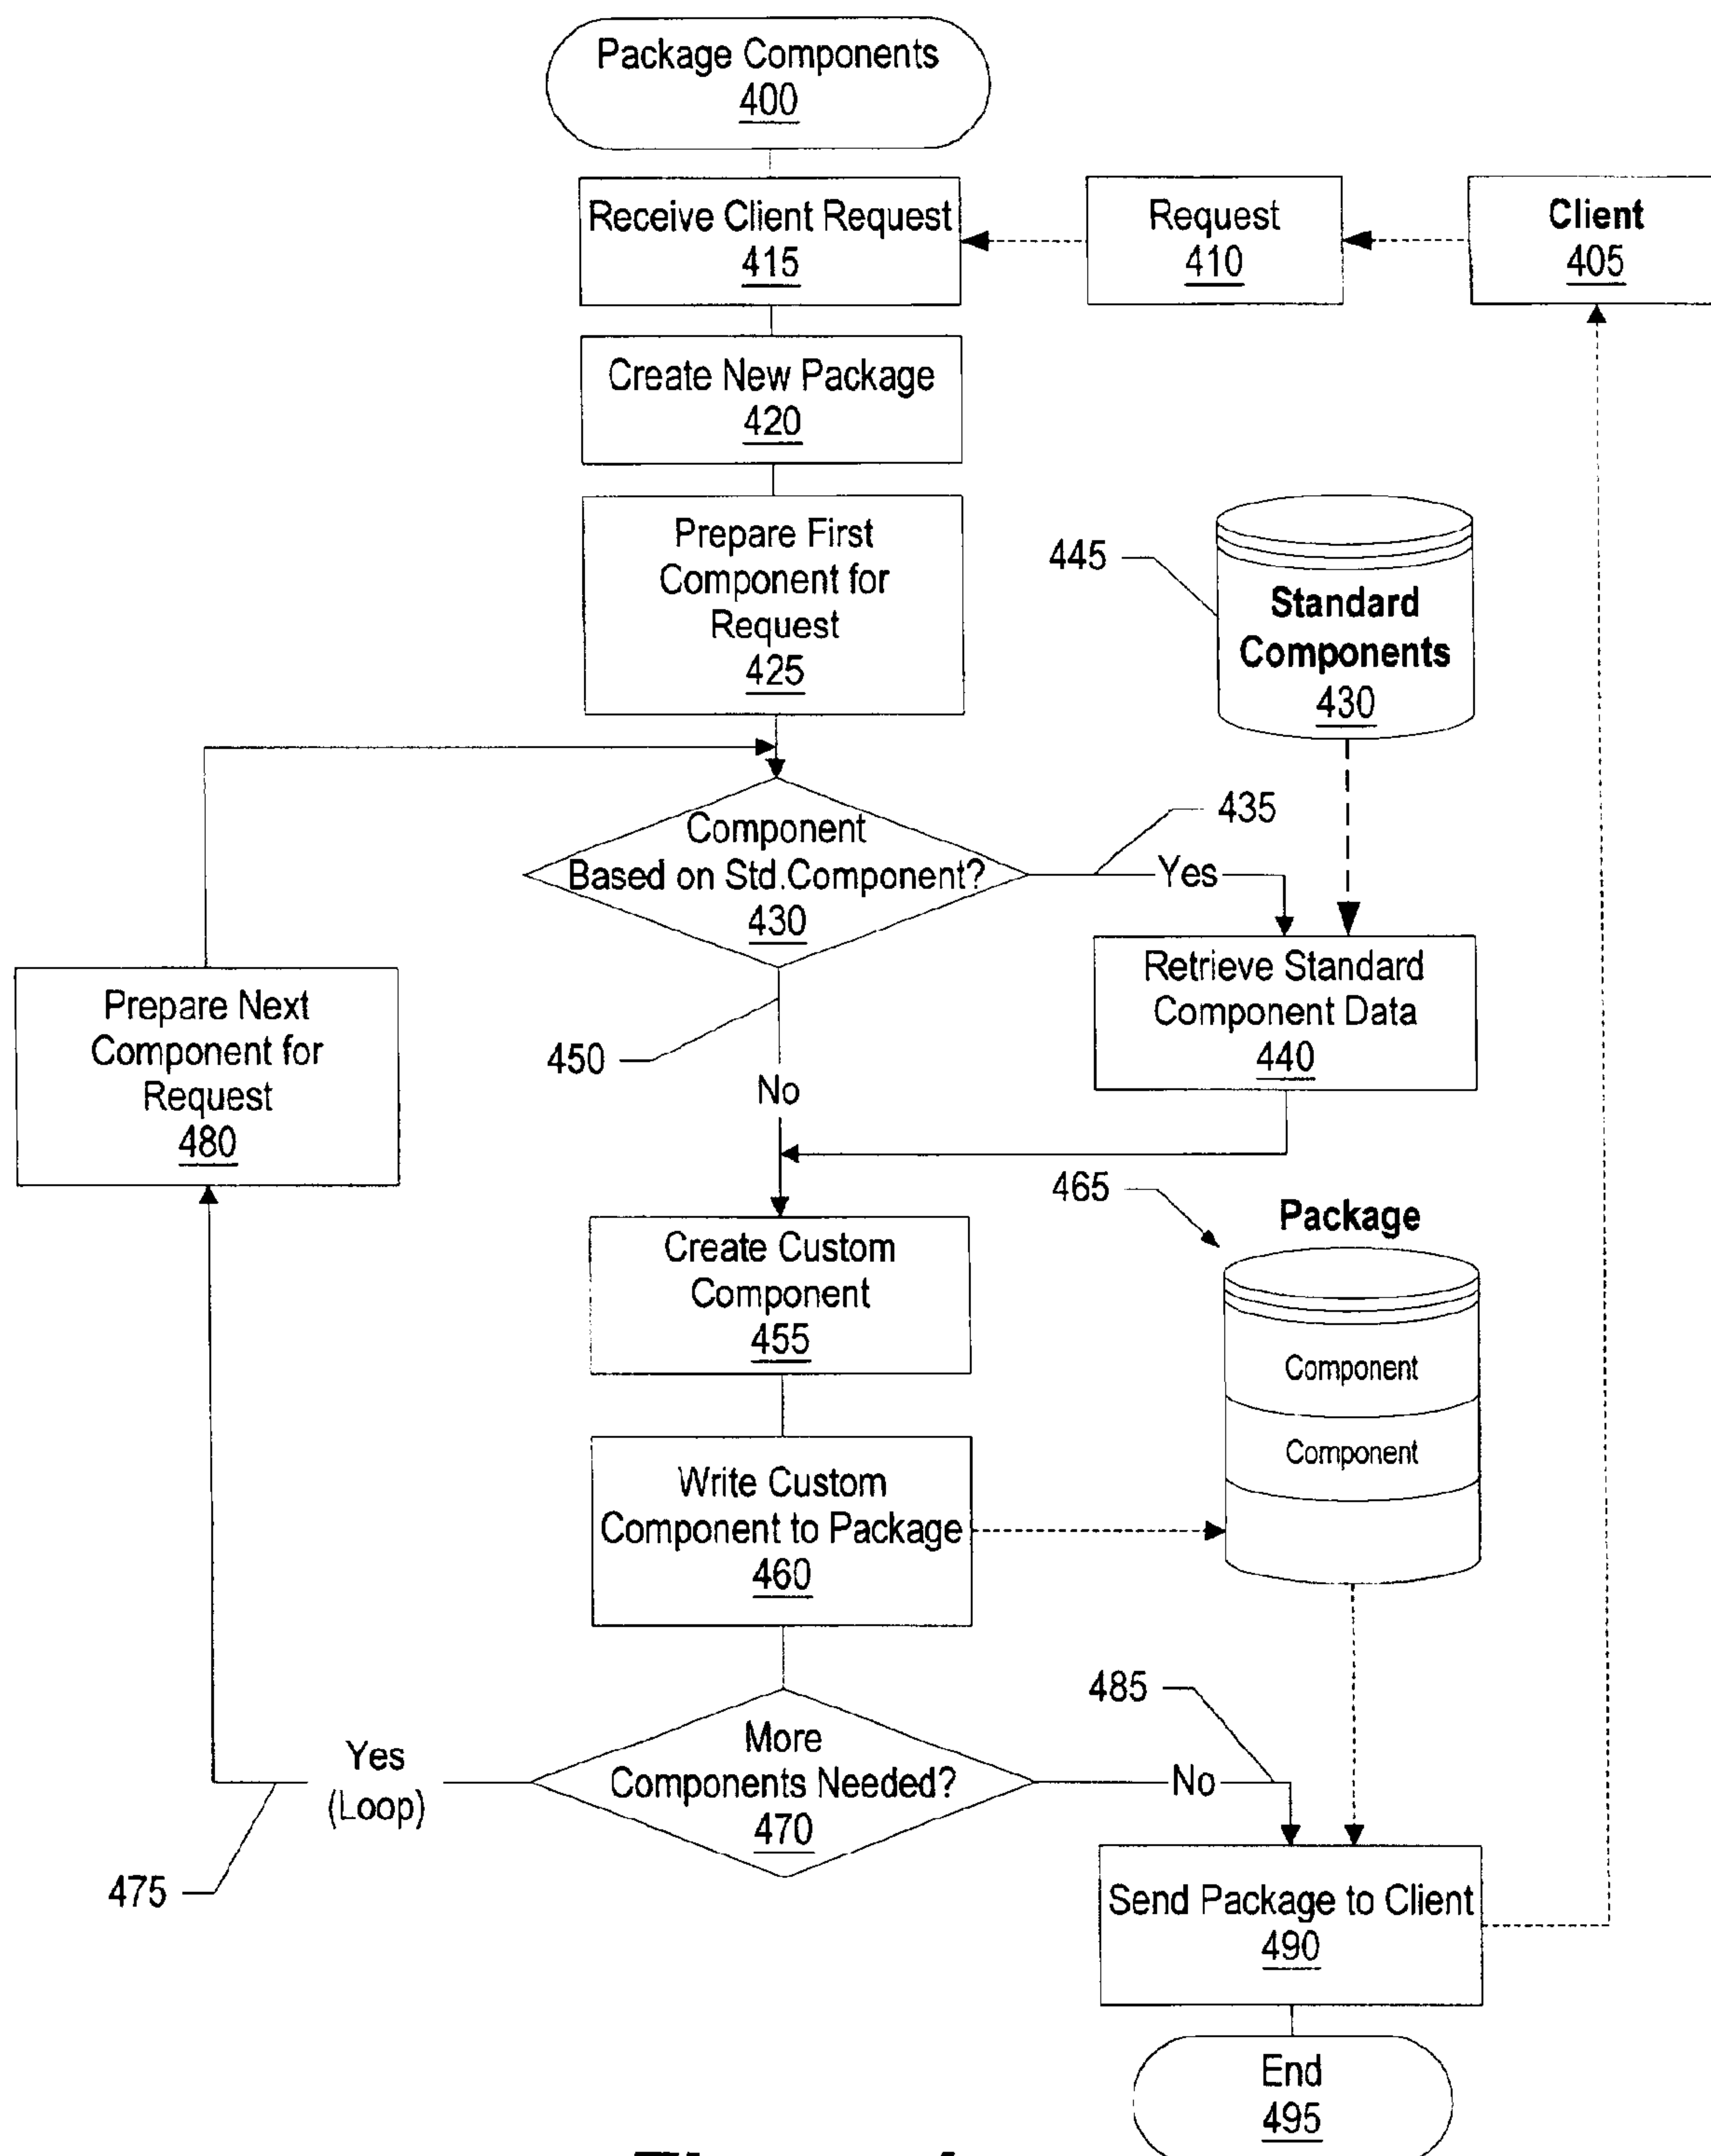 Package Components
400
Receive Client Request
415
Request
410
Client
405
Create New Package
420
Prepare First
Component for
Request
425
445
Standard
Components
430
435
Component
Based on Std.Component?
430
Yes
Retrieve Standard
Component Data
440
Prepare Next
Component for
Request
480
450
No
465
Package
Create Custom
Component
455
Component
Component
Write Custom
Component to Package
460
485
More
Components Needed?
470
Yes
(Loop)
No
475
Send Package to Client
490
End
495